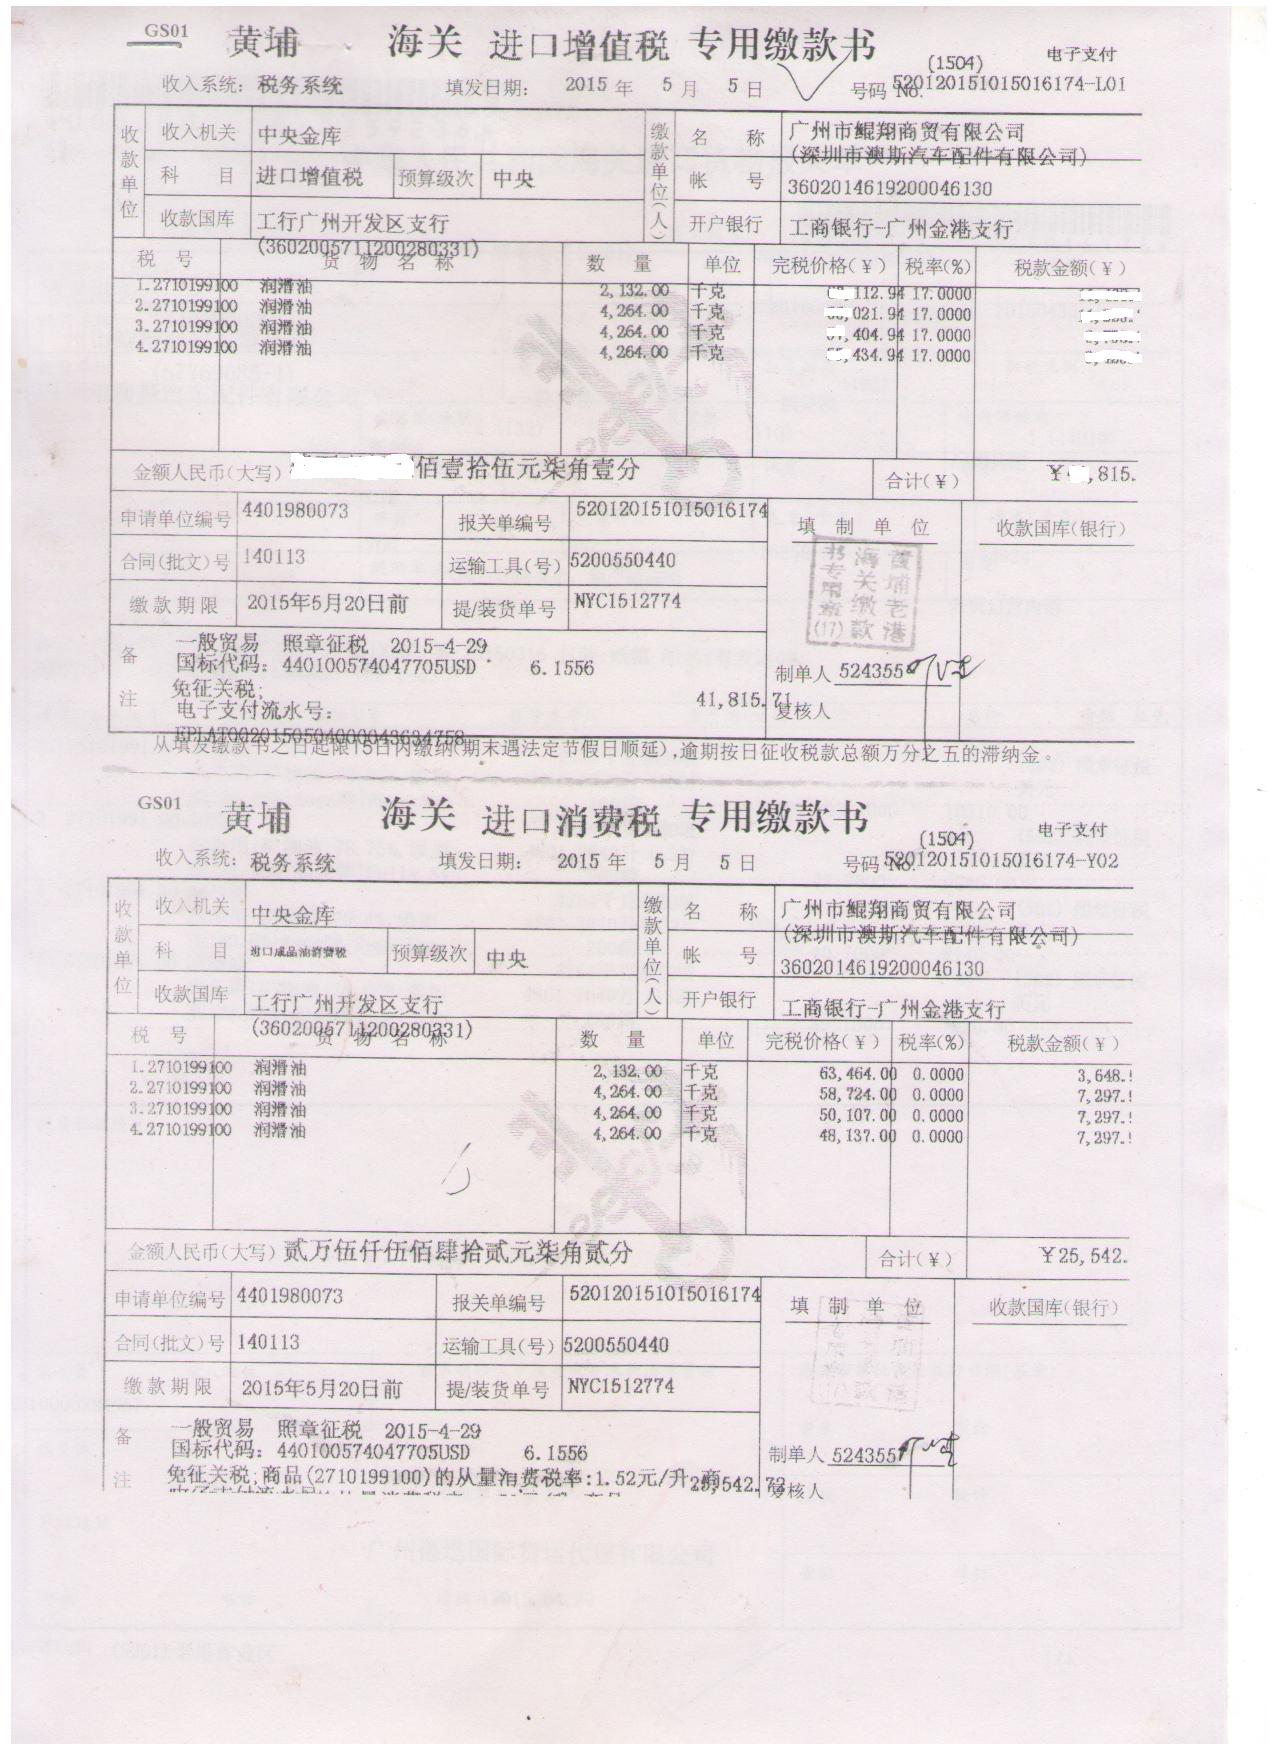 GS01 黄埔 海关 进口增值税 专用缴款书
(1504) 电子支付
收入系统: 税务系统 填发日期: 2015 年 5 月 5 日 号码 No. 520120151015016174-L01
收款单位 收入机关 中央金库 缴款单位(人) 名 称 广州市鲲翔商贸有限公司
(深圳市澳斯汽车配件有限公司)
科 目 进口增值税 预算级次 中央 帐 号 3602014619200046130
收款国库 工行广州开发区支行 开户银行 工商银行-广州金港支行
(3602005711200280331)
税 号 货 物 名 称 数 量 单位 完税价格(¥) 税率(%) 税款金额(¥)
1.2710199100 润滑油 2,132.00 千克 ,112.94 17.0000
2.2710199100 润滑油 4,264.00 千克 ,021.94 17.0000
3.2710199100 润滑油 4,264.00 千克 ,404.94 17.0000
4.2710199100 润滑油 4,264.00 千克 ,434.94 17.0000
金额人民币(大写) 佰壹拾伍元柒角壹分 合计(¥) ¥ ,815.
申请单位编号 4401980073 报关单编号 520120151015016174 填 制 单 位 收款国库(银行)
合同(批文)号 140113 运输工具(号) 5200550440
缴 款 期 限 2015年5月20日前 提/装货单号 NYC1512774
黄埔老港
海关缴款
书专用章
(17)
备注 一般贸易 照章征税 2015-4-29
国标代码: 440100574047705USD 6.1556
制单人 524355
免征关税; 41,815.71
电子支付流水号: 复核人
EPLAT0020150504000043634758
从填发缴款书之日起限15日内缴纳(期末遇法定节假日顺延),逾期按日征收税款总额万分之五的滞纳金。
GS01 黄埔 海关 进口消费税 专用缴款书
(1504) 电子支付
收入系统: 税务系统 填发日期: 2015 年 5 月 5 日 号码 No. 520120151015016174-Y02
收款单位 收入机关 中央金库 缴款单位(人) 名 称 广州市鲲翔商贸有限公司
(深圳市澳斯汽车配件有限公司)
科 目 进口成品油消费税 预算级次 中央 帐 号 3602014619200046130
收款国库 工行广州开发区支行 开户银行 工商银行-广州金港支行
(3602005711200280331)
税 号 货 物 名 称 数 量 单位 完税价格(¥) 税率(%) 税款金额(¥)
1.2710199100 润滑油 2,132.00 千克 63,464.00 0.0000 3,648.
2.2710199100 润滑油 4,264.00 千克 58,724.00 0.0000 7,297.
3.2710199100 润滑油 4,264.00 千克 50,107.00 0.0000 7,297.
4.2710199100 润滑油 4,264.00 千克 48,137.00 0.0000 7,297.
金额人民币(大写) 贰万伍仟伍佰肆拾贰元柒角贰分 合计(¥) ¥25,542.
申请单位编号 4401980073 报关单编号 520120151015016174 填 制 单 位 收款国库(银行)
合同(批文)号 140113 运输工具(号) 5200550440
缴 款 期 限 2015年5月20日前 提/装货单号 NYC1512774
备注 一般贸易 照章征税 2015-4-29
国标代码: 440100574047705USD 6.1556 制单人 524355
免征关税;商品(2710199100)的从量消费税率:1.52元/升,商 25,542.72
复核人